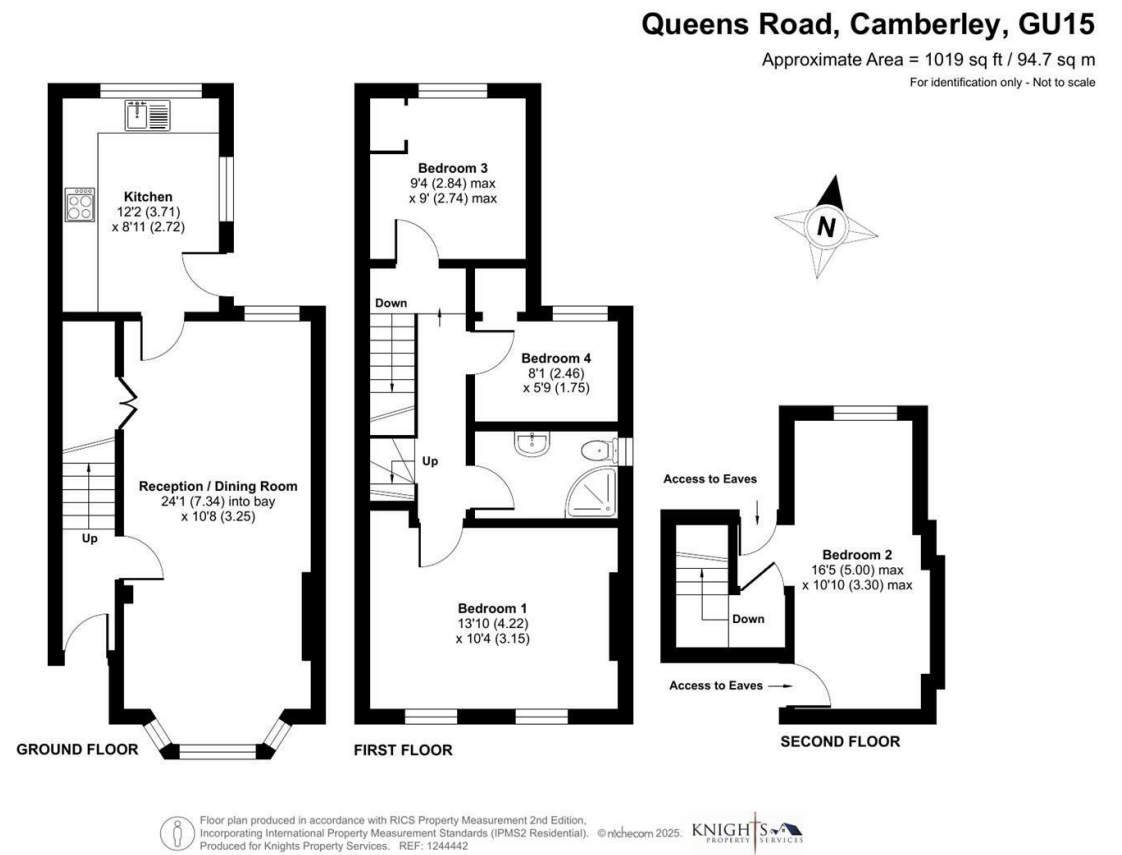 Queens Road, Camberley, GU15
Approximate Area = 1019 sq ft / 94.7 sq m
For identification only - Not to scale
Kitchen
12'2 (3.71)
x 8'11 (2.72)
Reception / Dining Room
24'1 (7.34) into bay
x 10'8 (3.25)
Up
GROUND FLOOR
Bedroom 3
9'4 (2.84) max
x 9' (2.74) max
Down
Bedroom 4
8'1 (2.46)
x 5'9 (1.75)
Up
Bedroom 1
13'10 (4.22)
x 10'4 (3.15)
FIRST FLOOR
N
Access to Eaves
Bedroom 2
16'5 (5.00) max
x 10'10 (3.30) max
Down
Access to Eaves
SECOND FLOOR
Floor plan produced in accordance with RICS Property Measurement 2nd Edition,
Incorporating International Property Measurement Standards (IPMS2 Residential). © nichecom 2025.
Produced for Knights Property Services. REF: 1244442
KNIGHTS
PROPERTY SERVICES